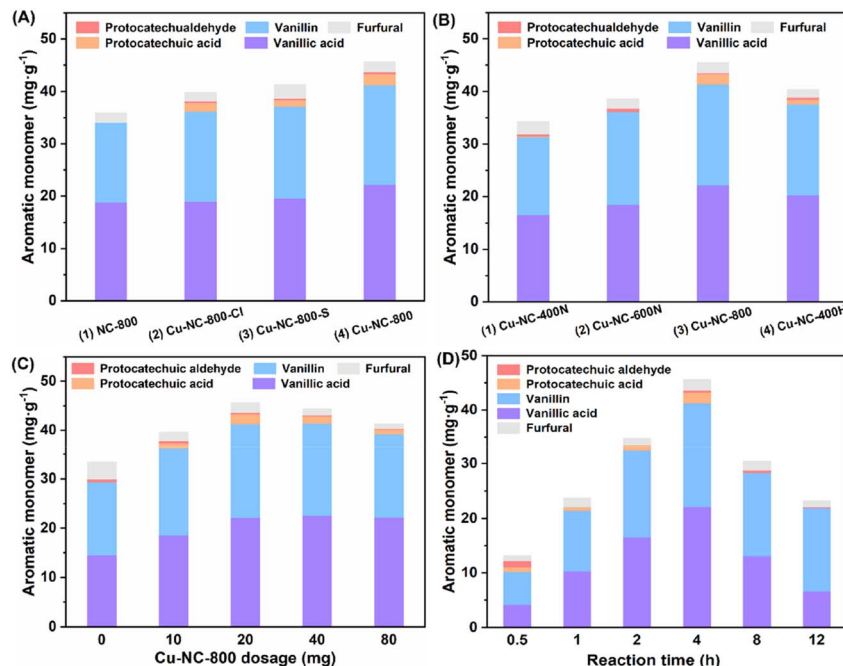 (A)
Protocatechualdehyde Vanillin Furfural
Protocatechuic acid Vanillic acid
Aromatic monomer (mg·g⁻¹)
50
40
30
20
10
0
(1) NC-800 (2) Cu-NC-800-Cl (3) Cu-NC-800-S (4) Cu-NC-800
(B)
Protocatechualdehyde Vanillin Furfural
Protocatechuic acid Vanillic acid
Aromatic monomer (mg·g⁻¹)
50
40
30
20
10
0
(1) Cu-NC-400N (2) Cu-NC-600N (3) Cu-NC-800 (4) Cu-NC-400H
(C)
Protocatechuic aldehyde Vanillin Furfural
Protocatechuic acid Vanillic acid
Aromatic monomer (mg·g⁻¹)
50
40
30
20
10
0
0 10 20 40 80
Cu-NC-800 dosage (mg)
(D)
Protocatechuic aldehyde
Protocatechuic acid
Vanillin
Vanillic acid
Furfural
Aromatic monomer (mg·g⁻¹)
50
40
30
20
10
0
0.5 1 2 4 8 12
Reaction time (h)